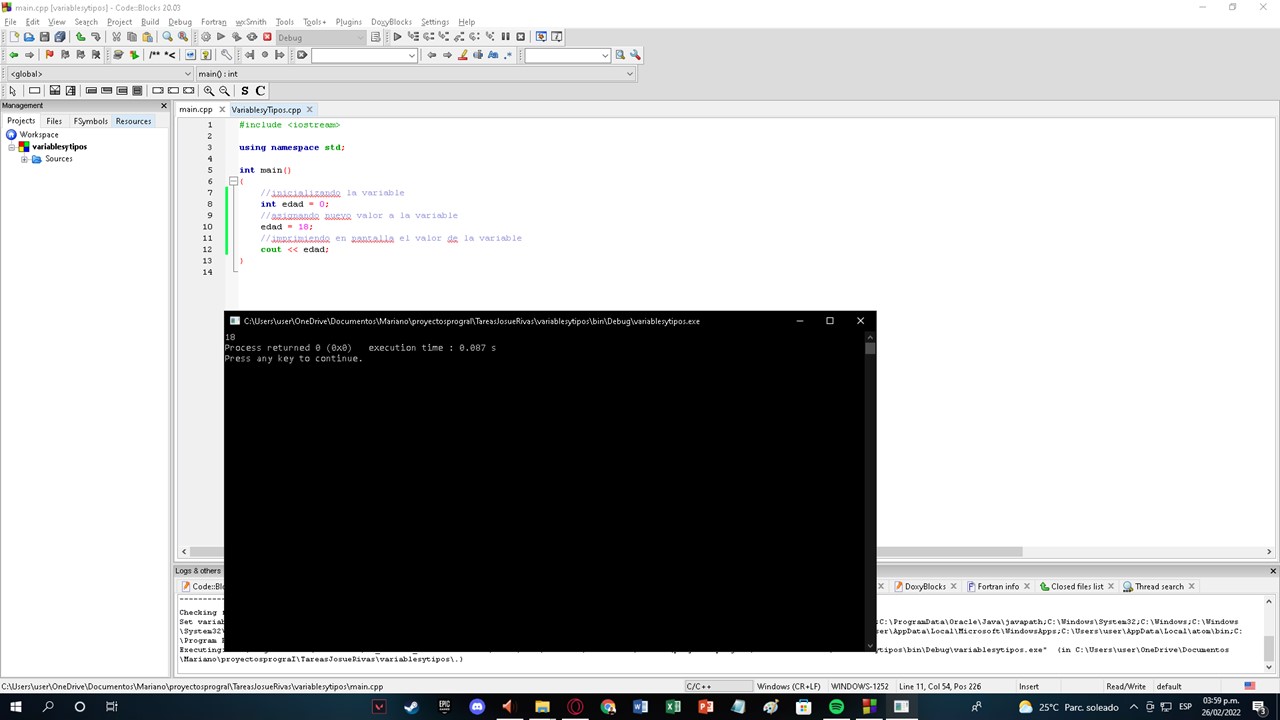 main.cpp [variablesytipos] - Code::Blocks 20.03
File Edit View Search Project Build Debug Fortran wxSmith Tools Tools+ Plugins DoxyBlocks Settings Help
Debug
/** *<
<global> main() : int
S C
Management
main.cpp VariablesyTipos.cpp
Projects Files FSymbols Resources
Workspace
variablesytipos
Sources
1 #include <iostream>
2
3 using namespace std;
4
5 int main()
6 {
7 //inicializando la variable
8 int edad = 0;
9 //asignando nuevo valor a la variable
10 edad = 18;
11 //imprimiendo en pantalla el valor de la variable
12 cout << edad;
13 }
14
C:\Users\user\OneDrive\Documentos\Mariano\proyectosprograI\TareasJosueRivas\variablesytipos\bin\Debug\variablesytipos.exe
18
Process returned 0 (0x0) execution time : 0.087 s
Press any key to continue.
Logs & others
Code::Bl DoxyBlocks Fortran info Closed files list Thread search
Checking
Set variab C:\ProgramData\Oracle\Java\javapath;C:\Windows\System32;C:\Windows;C:\Windows
\System32\ ser\AppData\Local\Microsoft\WindowsApps;C:\Users\user\AppData\Local\atom\bin;C:
\Program
Executing: ytipos\bin\Debug\variablesytipos.exe" (in C:\Users\user\OneDrive\Documentos
\Mariano\proyectosprograI\TareasJosueRivas\variablesytipos\.)
C:\Users\user\OneDrive\Documentos\Mariano\proyectosprograI\TareasJosueRivas\variablesytipos\main.cpp C/C++ Windows (CR+LF) WINDOWS-1252 Line 11, Col 54, Pos 226 Insert Read/Write default
25°C Parc. soleado ESP 03:59 p.m. 26/02/2022